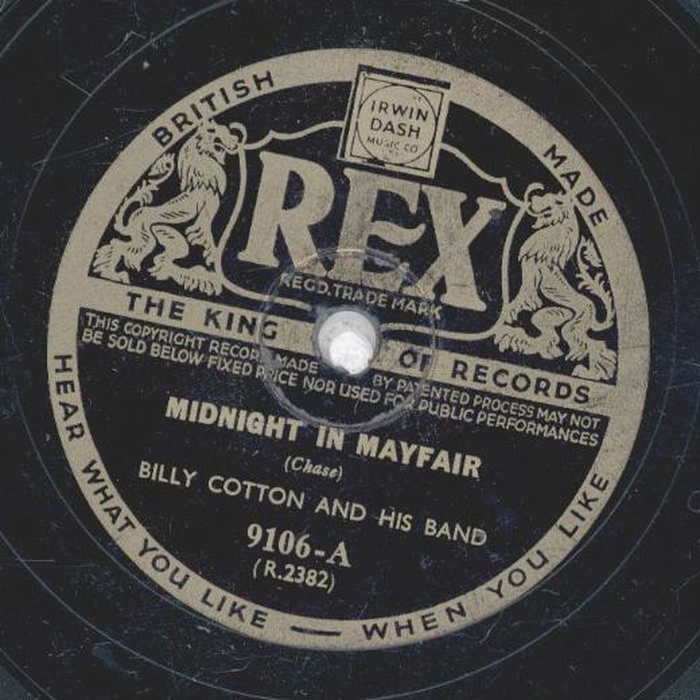 BRITISH
MADE
IRWIN
DASH
MUSIC CO
REX
REGD. TRADE MARK
THE KING OF RECORDS
THIS COPYRIGHT RECORD MADE BY PATENTED PROCESS MAY NOT
BE SOLD BELOW FIXED PRICE NOR USED FOR PUBLIC PERFORMANCES
MIDNIGHT IN MAYFAIR
(Chase)
BILLY COTTON AND HIS BAND
9106-A
(R.2382)
HEAR WHAT YOU LIKE — WHEN YOU LIKE